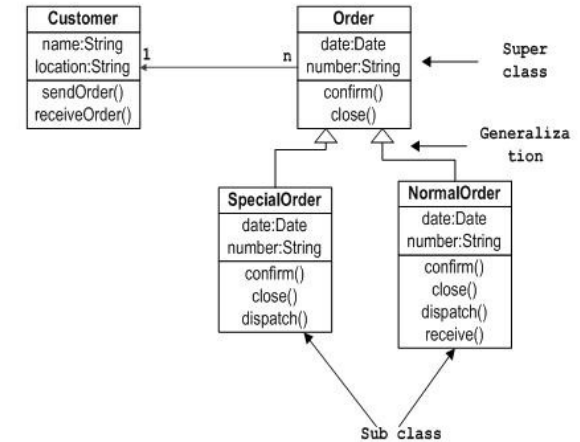 Customer
name:String
location:String
sendOrder()
receiveOrder()
1
n
Order
date:Date
number:String
confirm()
close()
Super
class
Generaliza
tion
SpecialOrder
date:Date
number:String
confirm()
close()
dispatch()
NormalOrder
date:Date
number:String
confirm()
close()
dispatch()
receive()
Sub class